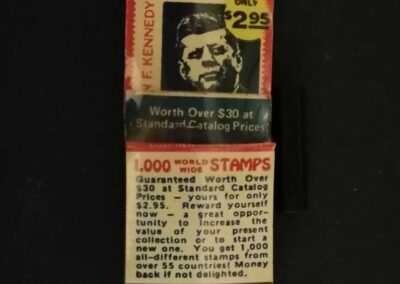 ONLY
$2.95
N F. KENNEDY
Worth Over $30 at
Standard Catalog Prices
1,000 WORLD WIDE STAMPS
Guaranteed Worth Over
$30 at Standard Catalog
Prices — yours for only
$2.95. Reward yourself
now — a great oppor-
tunity to increase the
value of your present
collection or to start a
new one. You get 1,000
all-different stamps from
over 55 countries! Money
Back if not delighted.